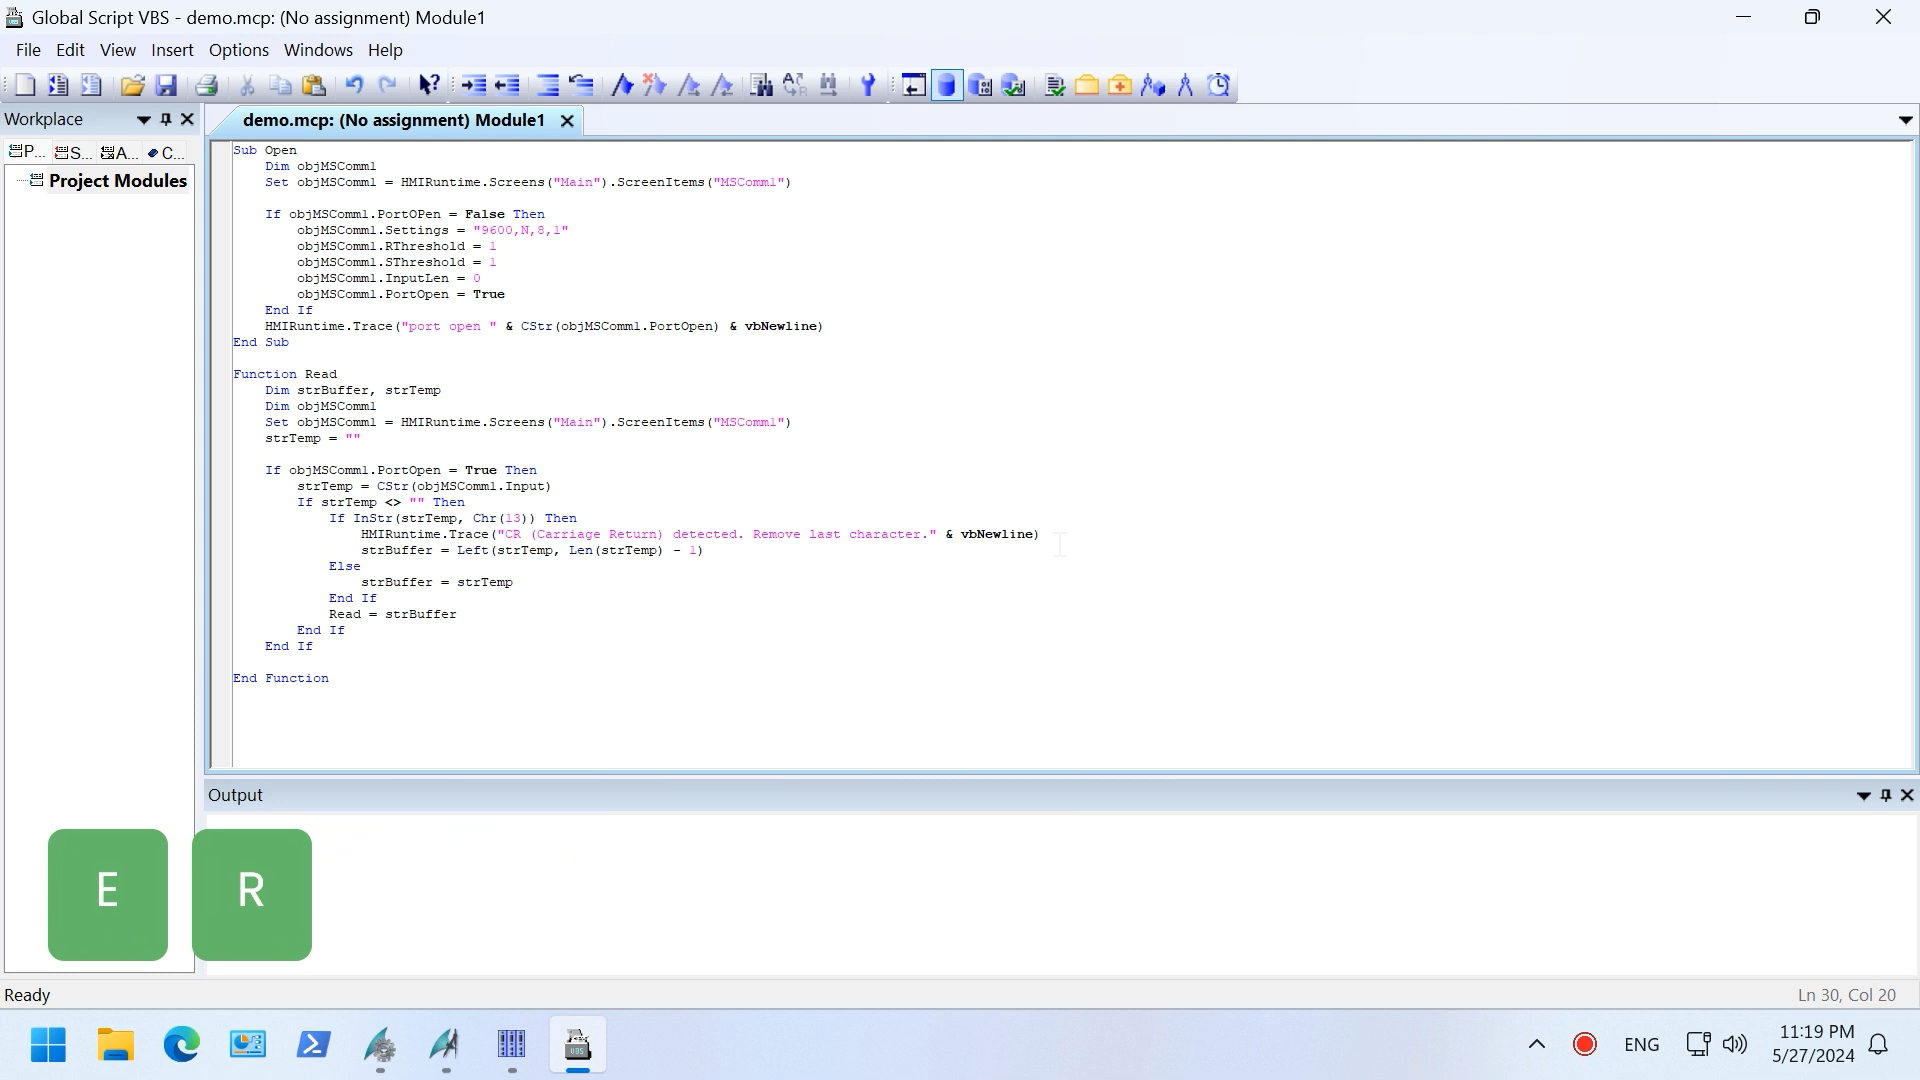 Global Script VBS - demo.mcp: (No assignment) Module1
File Edit View Insert Options Windows Help
Workplace
demo.mcp: (No assignment) Module1
P... S... A... C...
Project Modules
Sub Open
Dim objMSComm1
Set objMSComm1 = HMIRuntime.Screens("Main").ScreenItems("MSComm1")
If objMSComm1.PortOPen = False Then
objMSComm1.Settings = "9600,N,8,1"
objMSComm1.RThreshold = 1
objMSComm1.SThreshold = 1
objMSComm1.InputLen = 0
objMSComm1.PortOpen = True
End If
HMIRuntime.Trace("port open " & CStr(objMSComm1.PortOpen) & vbNewline)
End Sub
Function Read
Dim strBuffer, strTemp
Dim objMSComm1
Set objMSComm1 = HMIRuntime.Screens("Main").ScreenItems("MSComm1")
strTemp = ""
If objMSComm1.PortOpen = True Then
strTemp = CStr(objMSComm1.Input)
If strTemp <> "" Then
If InStr(strTemp, Chr(13)) Then
HMIRuntime.Trace("CR (Carriage Return) detected. Remove last character." & vbNewline)
strBuffer = Left(strTemp, Len(strTemp) - 1)
Else
strBuffer = strTemp
End If
Read = strBuffer
End If
End If
End Function
Output
E R
Ready
Ln 30, Col 20
ENG
11:19 PM
5/27/2024